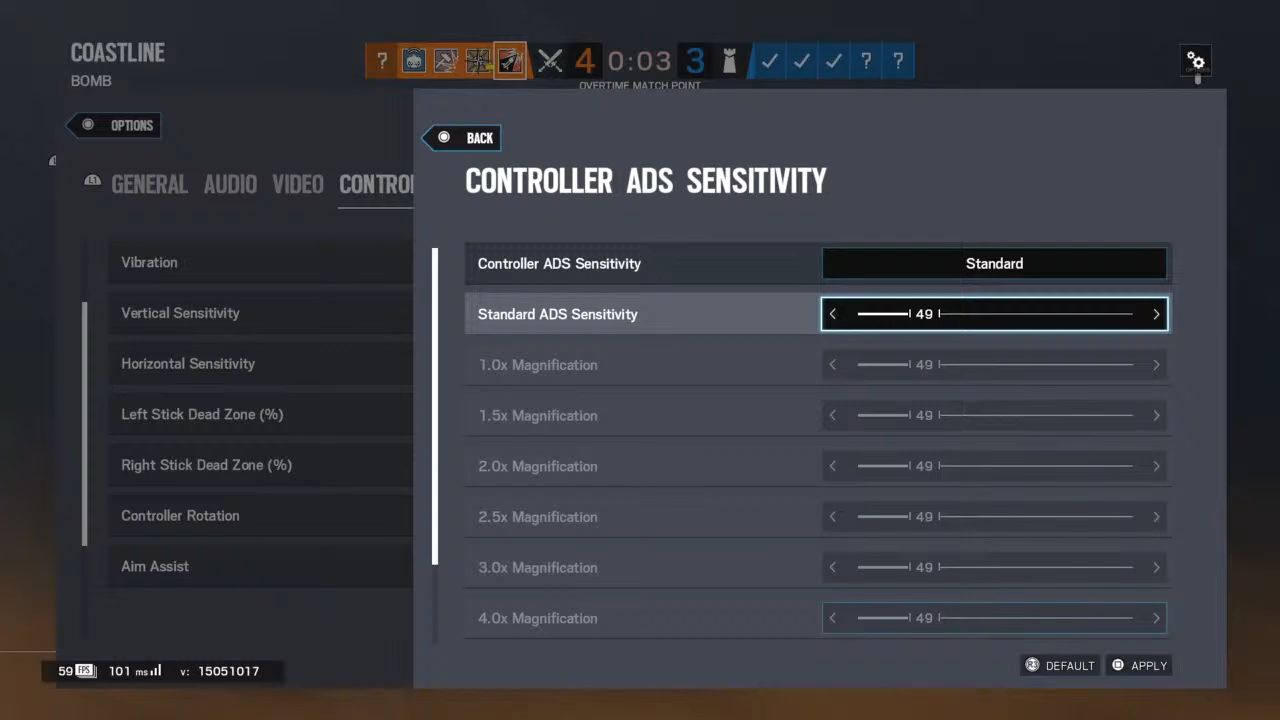 COASTLINE
BOMB
? 4 0:03 3 ? ?
OVERTIME MATCH POINT
OPTIONS
BACK
L1 GENERAL AUDIO VIDEO CONTRO
CONTROLLER ADS SENSITIVITY
Vibration
Vertical Sensitivity
Horizontal Sensitivity
Left Stick Dead Zone (%)
Right Stick Dead Zone (%)
Controller Rotation
Aim Assist
Controller ADS Sensitivity Standard
Standard ADS Sensitivity 49
1.0x Magnification 49
1.5x Magnification 49
2.0x Magnification 49
2.5x Magnification 49
3.0x Magnification 49
4.0x Magnification 49
R3 DEFAULT APPLY
59 FPS 101 ms v: 15051017